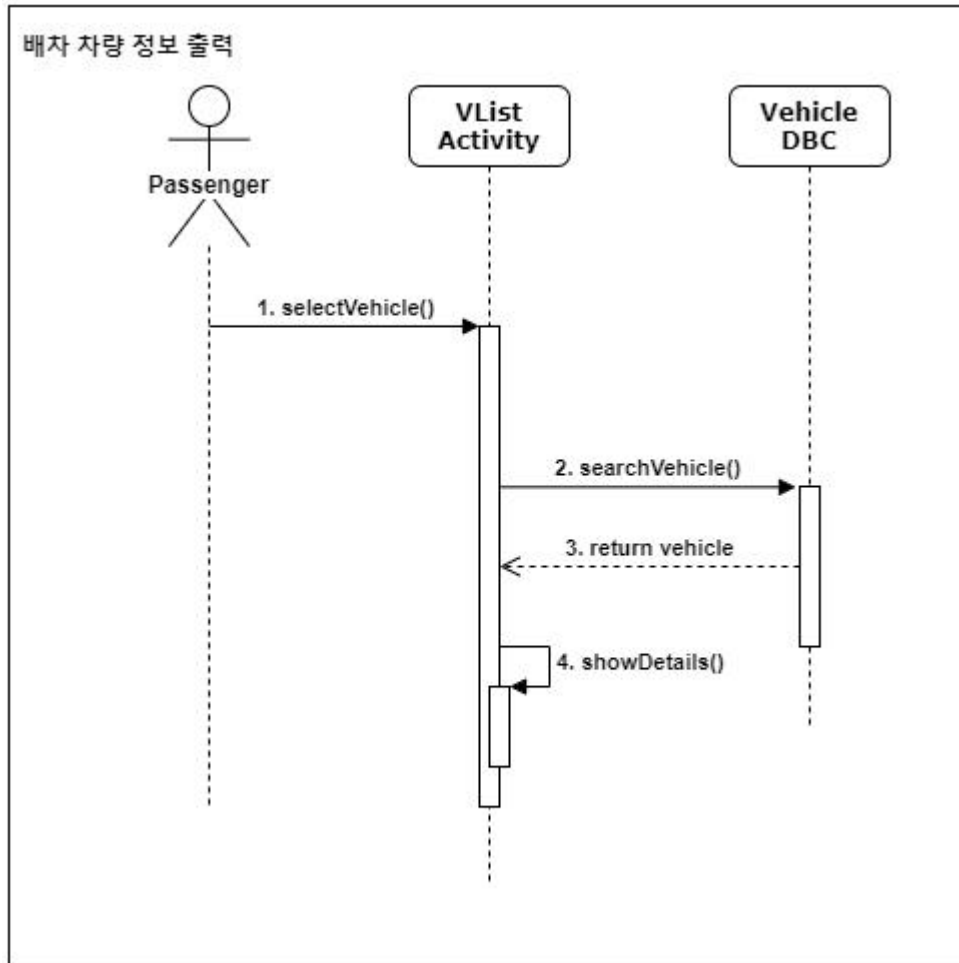 배차 차량 정보 출력
Passenger
VList
Activity
Vehicle
DBC
1. selectVehicle()
2. searchVehicle()
3. return vehicle
4. showDetails()